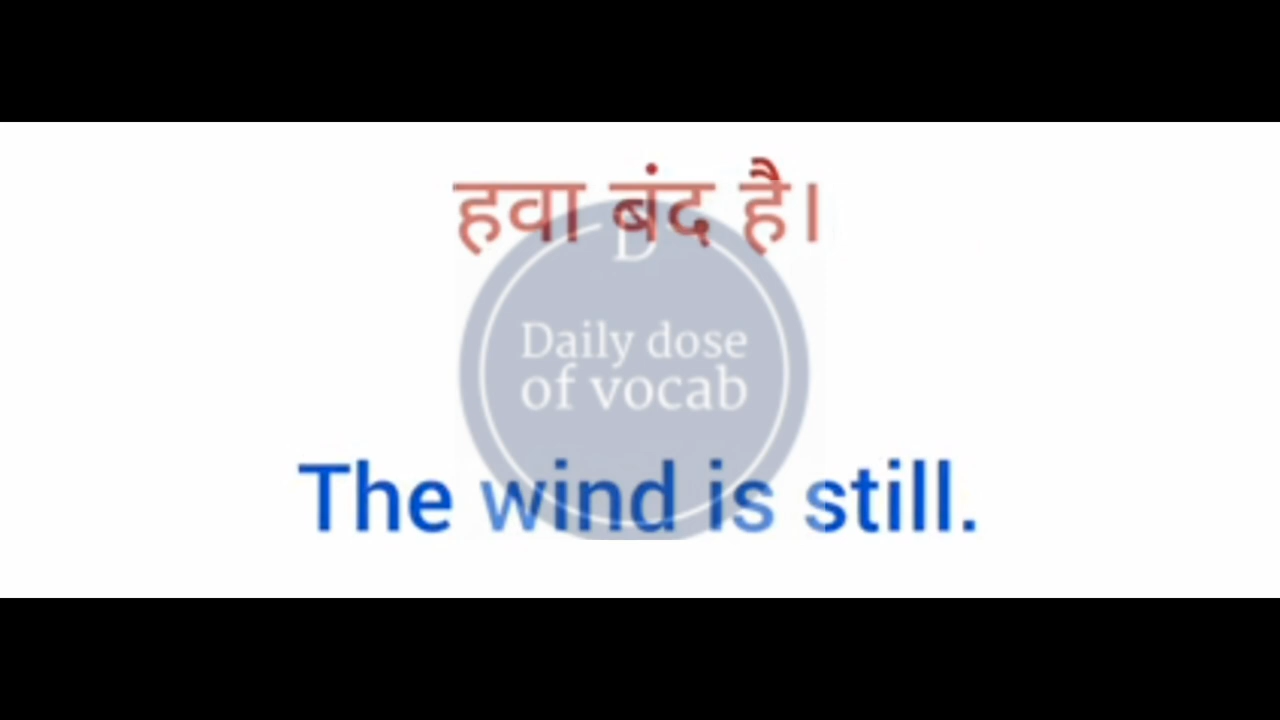 हवा बंद है।
D
Daily dose
of vocab
The wind is still.